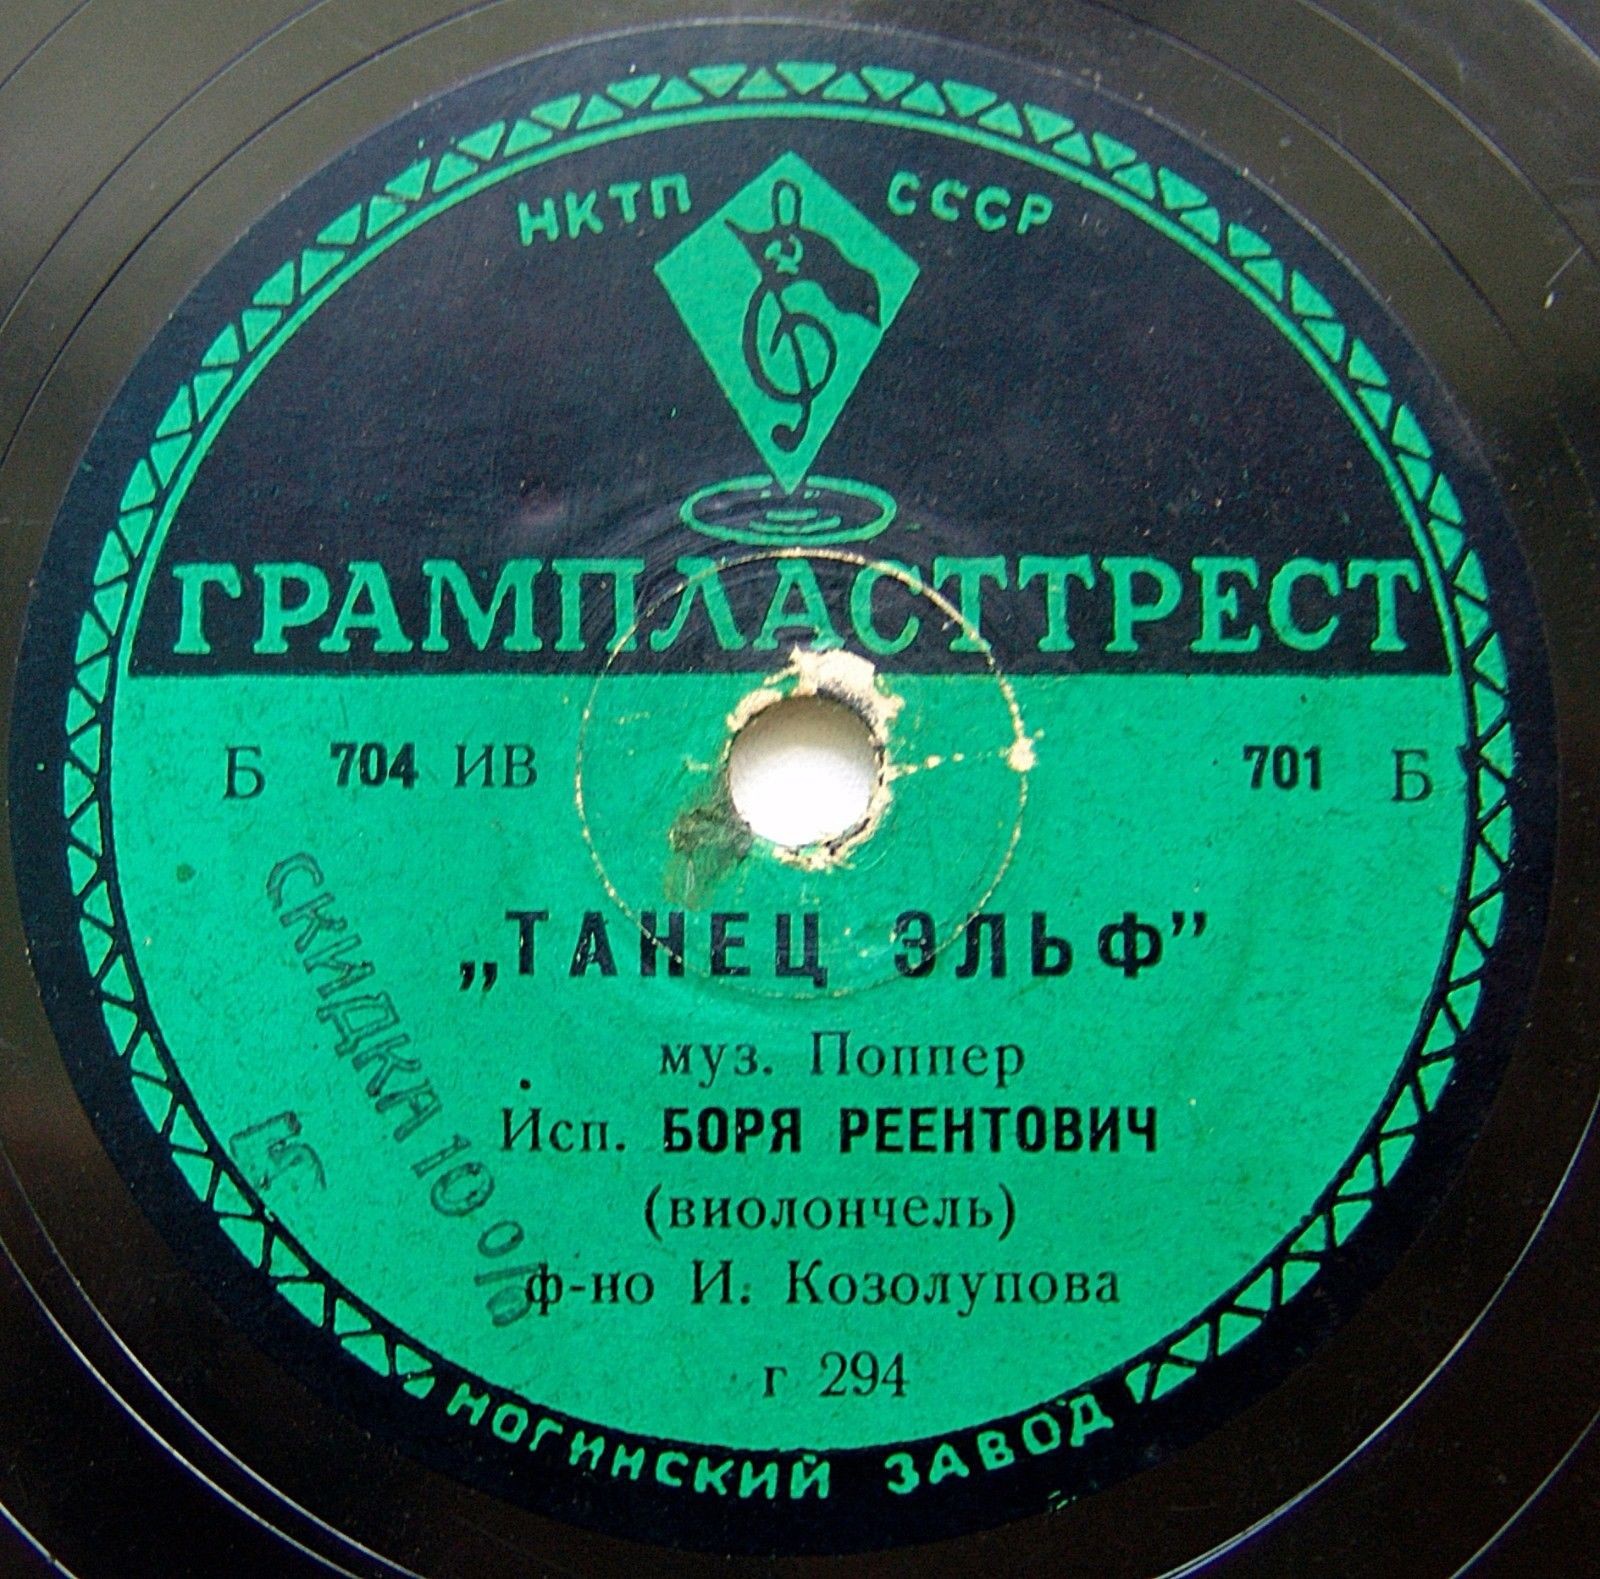 НКТП СССР
ГРАМПЛАСТТРЕСТ
Б 704 ИВ 701 Б
„ТАНЕЦ ЭЛЬФ”
муз. Поппер
Исп. БОРЯ РЕЕНТОВИЧ
(виолончель)
ф-но И. Козолупова
г 294
СКИДКА 10 о/о
НОГИНСКИЙ ЗАВОД